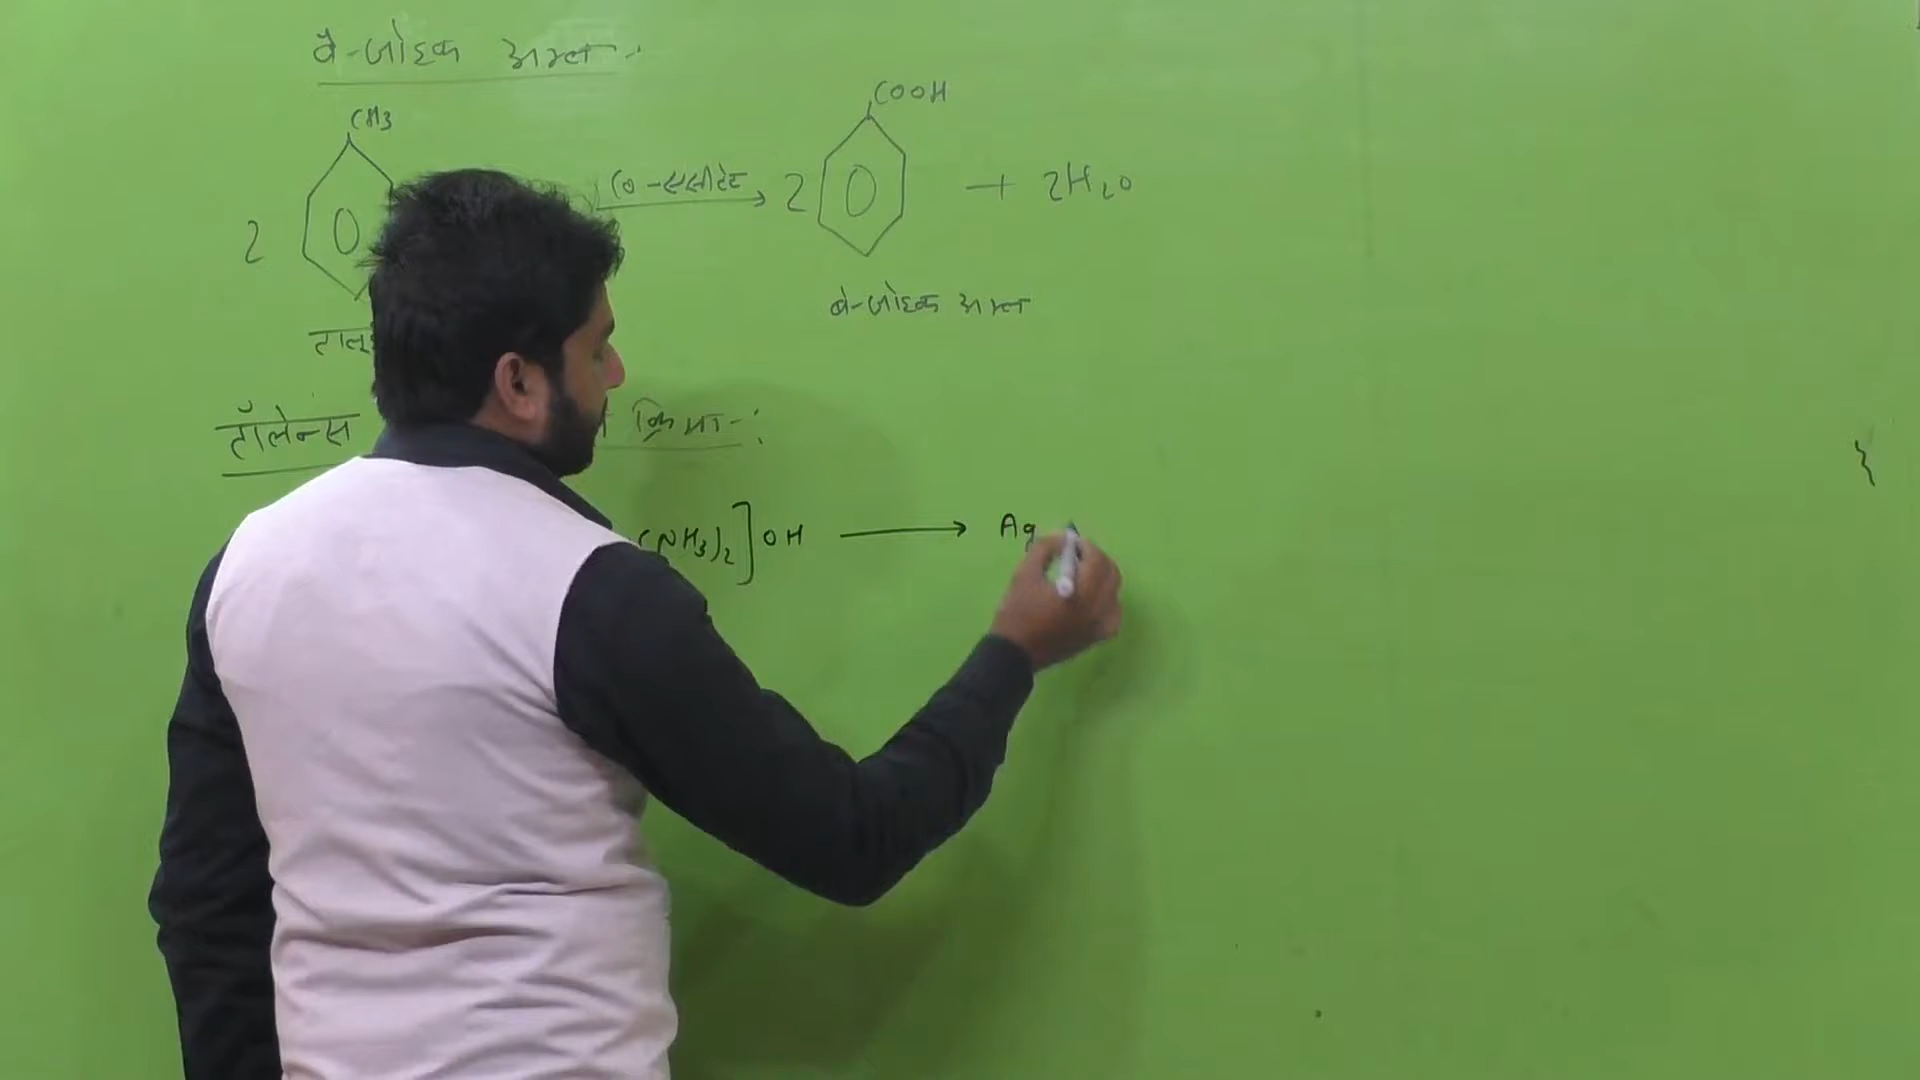 बेन्जोइक अम्ल -:
CH3
COOH
2 Co-एसीटेट 2 + 2H2O
बेन्जोइक अम्ल
टॉलेन्स क्रिया -:
(NH3)2]OH → Ag